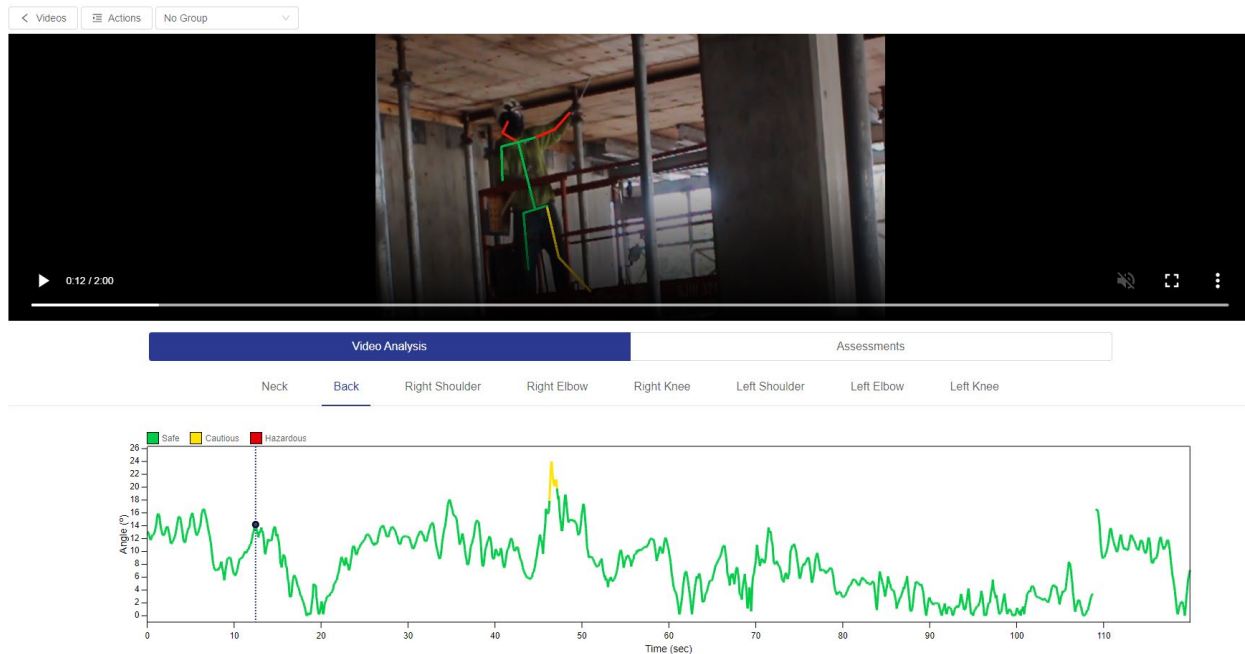 Videos Actions No Group
0:12 / 2:00
Video Analysis Assessments
Neck Back Right Shoulder Right Elbow Right Knee Left Shoulder Left Elbow Left Knee
Safe Cautious Hazardous
Angle (º)
26
24
22
20
18
16
14
12
10
8
6
4
2
0
0 10 20 30 40 50 60 70 80 90 100 110
Time (sec)